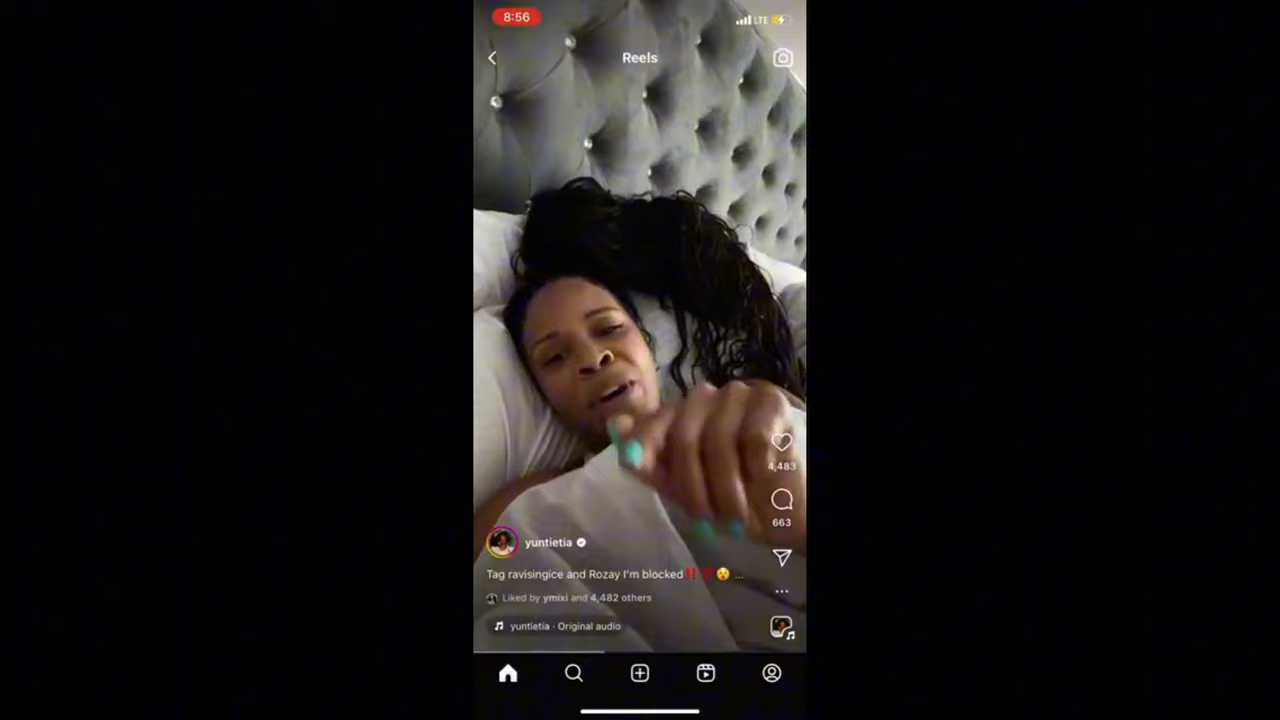 8:56
LTE
Reels
4,483
663
yuntietia
Tag ravisingice and Rozay I'm blocked‼️‼️😵 ...
Liked by ymixi and 4,482 others
yuntietia · Original audio